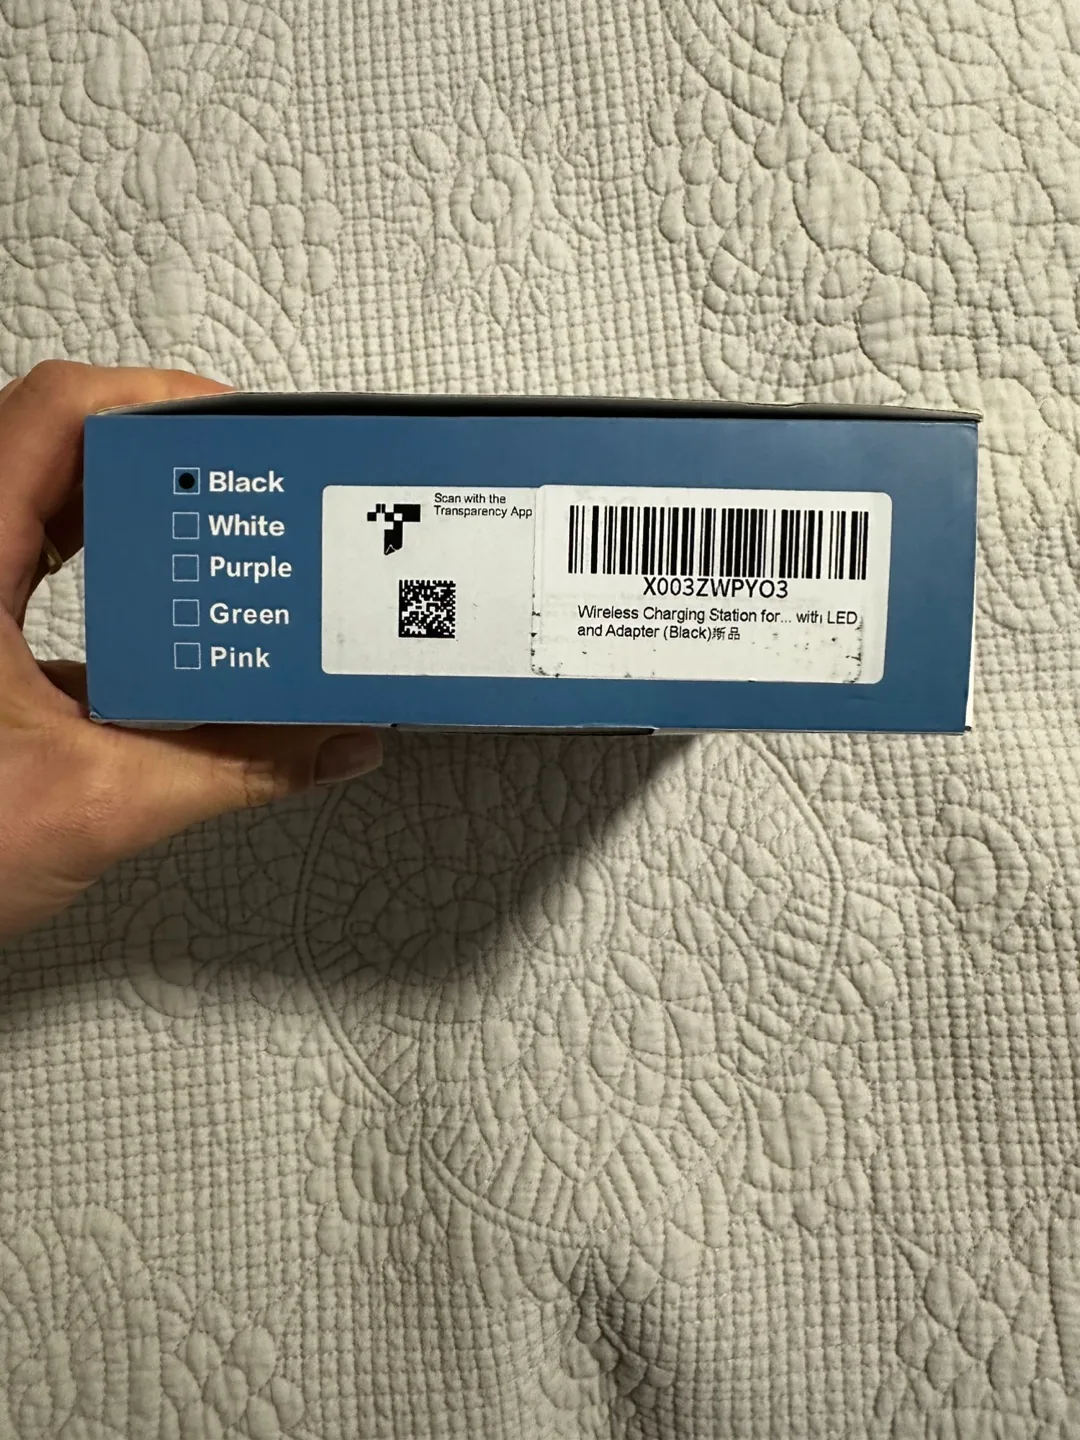 Black
White
Purple
Green
Pink
Scan with the
Transparency App
X003ZWPYO3
Wireless Charging Station for... with LED
and Adapter (Black)新品